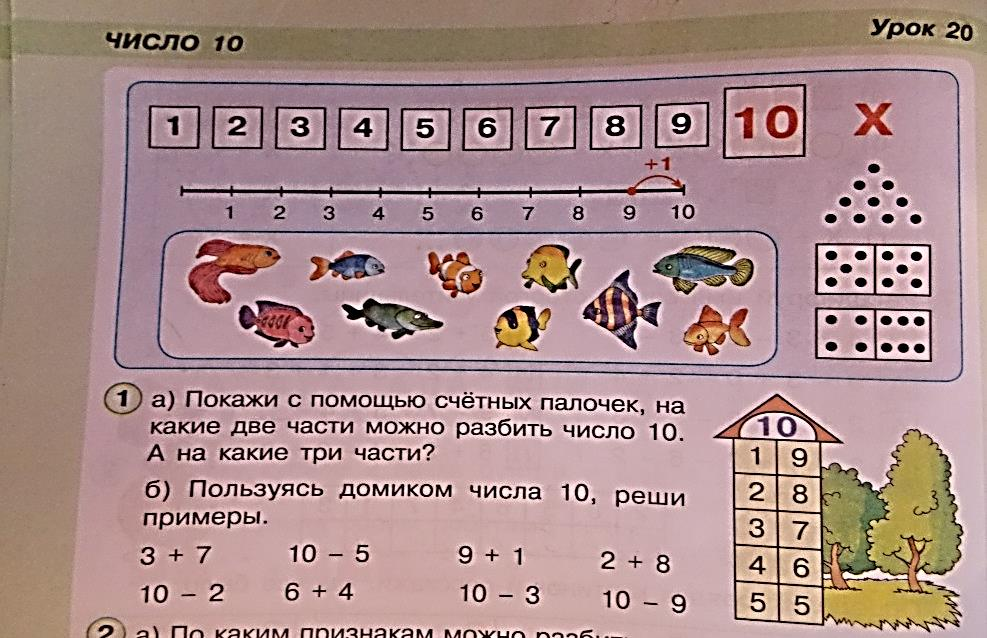 ЧИСЛО 10
Урок 20
1 2 3 4 5 6 7 8 9 10 X
+1
1 2 3 4 5 6 7 8 9 10
1 а) Покажи с помощью счётных палочек, на
какие две части можно разбить число 10.
А на какие три части?
б) Пользуясь домиком числа 10, реши
примеры.
3 + 7 10 – 5 9 + 1 2 + 8
10 – 2 6 + 4 10 – 3 10 – 9
10
1 9
2 8
3 7
4 6
5 5
2 а) По каким признакам можно